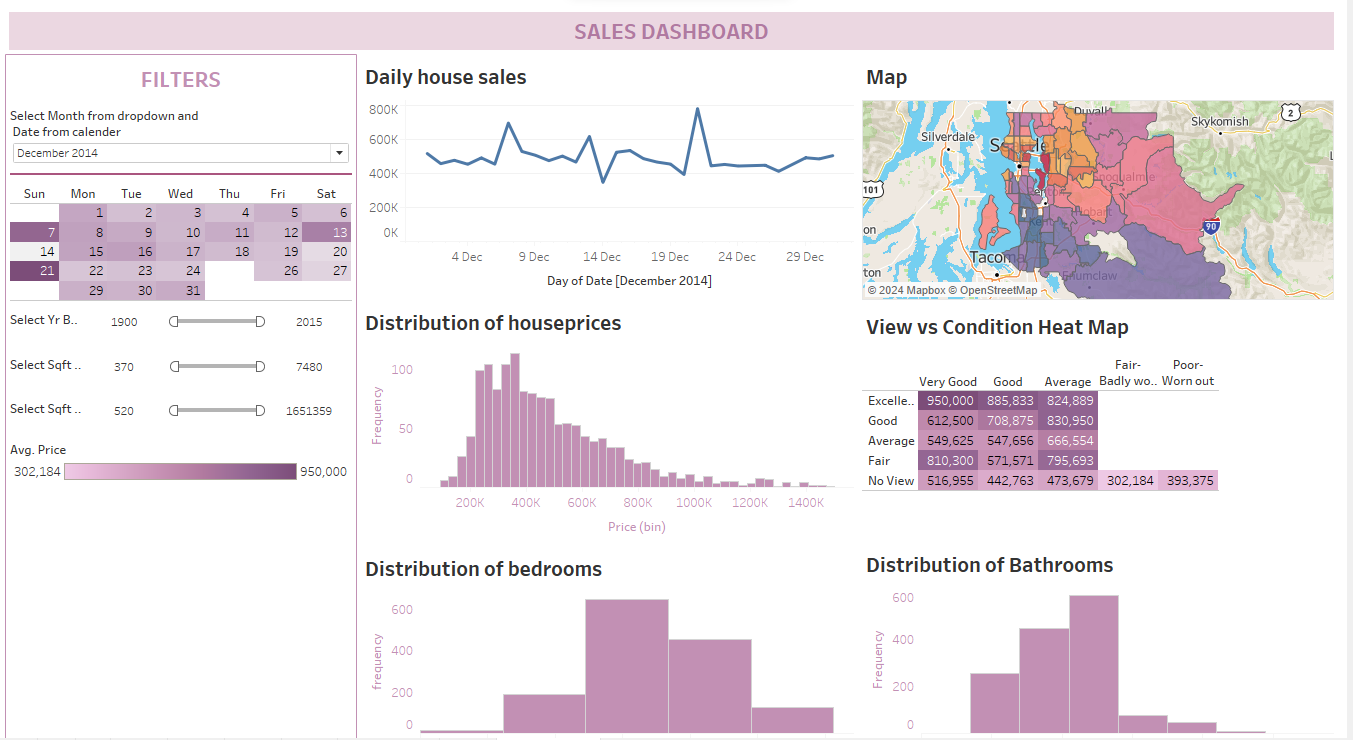 SALES DASHBOARD
FILTERS
Select Month from dropdown and
Date from calender
December 2014
Sun Mon Tue Wed Thu Fri Sat
1 2 3 4 5 6
7 8 9 10 11 12 13
14 15 16 17 18 19 20
21 22 23 24 26 27
29 30 31
Select Yr B.. 1900 2015
Select Sqft .. 370 7480
Select Sqft .. 520 1651359
Avg. Price
302,184 950,000
Daily house sales
800K
600K
400K
200K
0K
4 Dec 9 Dec 14 Dec 19 Dec 24 Dec 29 Dec
Day of Date [December 2014]
Map
Duvall
2
Skykomish
Silverdale
Snoqualmie
101
Renton
Hobart
Kent
90
Tacoma
Enumclaw
© 2024 Mapbox © OpenStreetMap
Distribution of houseprices
Frequency
100
50
0
200K 400K 600K 800K 1000K 1200K 1400K
Price (bin)
View vs Condition Heat Map
Very Good Good Average Fair- Badly wo.. Poor- Worn out
Excelle.. 950,000 885,833 824,889
Good 612,500 708,875 830,950
Average 549,625 547,656 666,554
Fair 810,300 571,571 795,693
No View 516,955 442,763 473,679 302,184 393,375
Distribution of bedrooms
frequency
600
400
200
0
Distribution of Bathrooms
Frequency
600
400
200
0